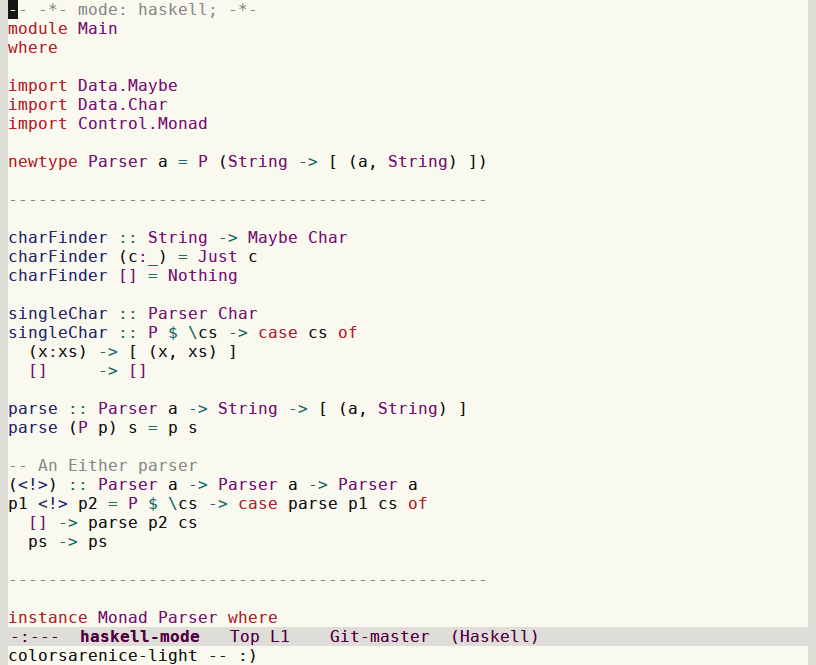 -- -*- mode: haskell; -*-
module Main
where

import Data.Maybe
import Data.Char
import Control.Monad

newtype Parser a = P (String -> [ (a, String) ])

------------------------------------------------

charFinder :: String -> Maybe Char
charFinder (c:_) = Just c
charFinder [] = Nothing

singleChar :: Parser Char
singleChar :: P $ \cs -> case cs of
  (x:xs) -> [ (x, xs) ]
  []     -> []

parse :: Parser a -> String -> [ (a, String) ]
parse (P p) s = p s

-- An Either parser
(<!>) :: Parser a -> Parser a -> Parser a
p1 <!> p2 = P $ \cs -> case parse p1 cs of
  [] -> parse p2 cs
  ps -> ps

------------------------------------------------

instance Monad Parser where
-:---  haskell-mode   Top L1    Git-master  (Haskell)
colorsarenice-light -- :)